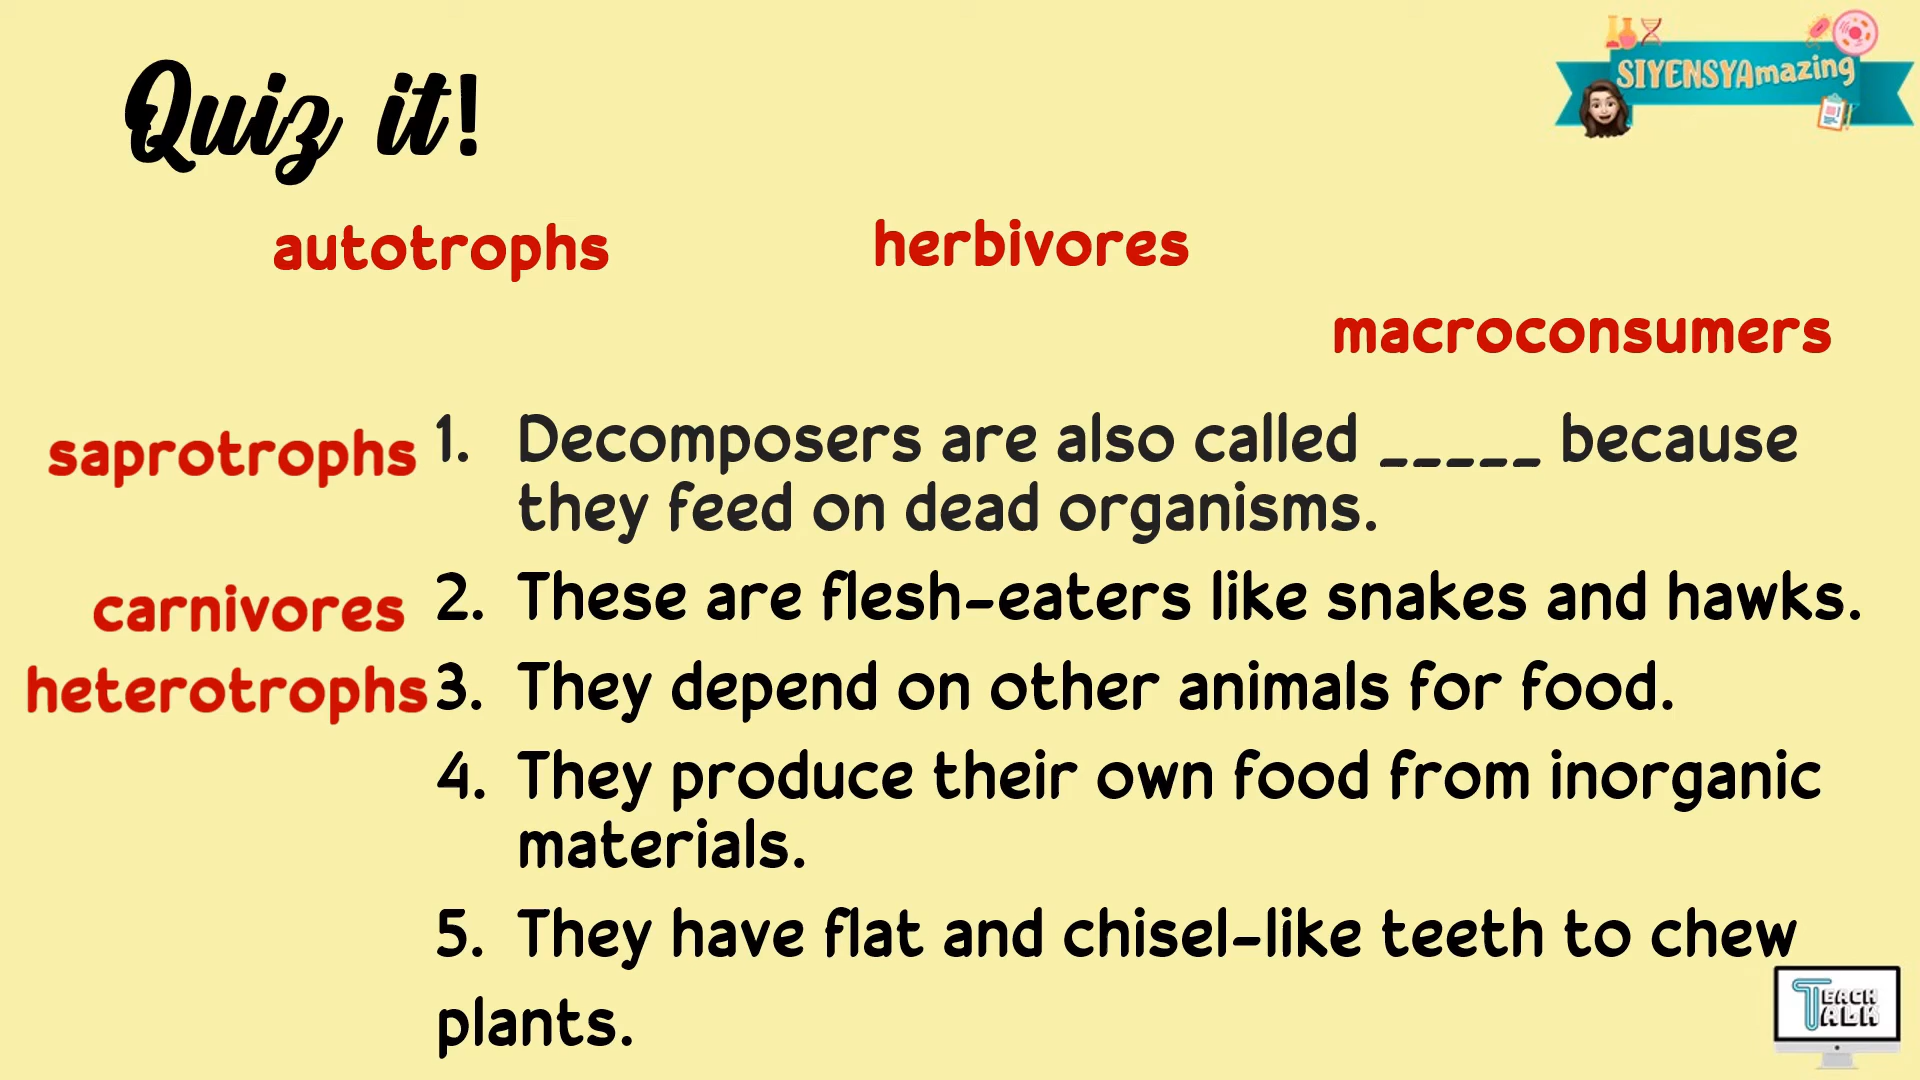 Quiz it!
SIYENSYAmazing
autotrophs
herbivores
macroconsumers
saprotrophs
1. Decomposers are also called _____ because
they feed on dead organisms.
carnivores
2. These are flesh-eaters like snakes and hawks.
heterotrophs
3. They depend on other animals for food.
4. They produce their own food from inorganic
materials.
5. They have flat and chisel-like teeth to chew
plants.
TEACH
TALK